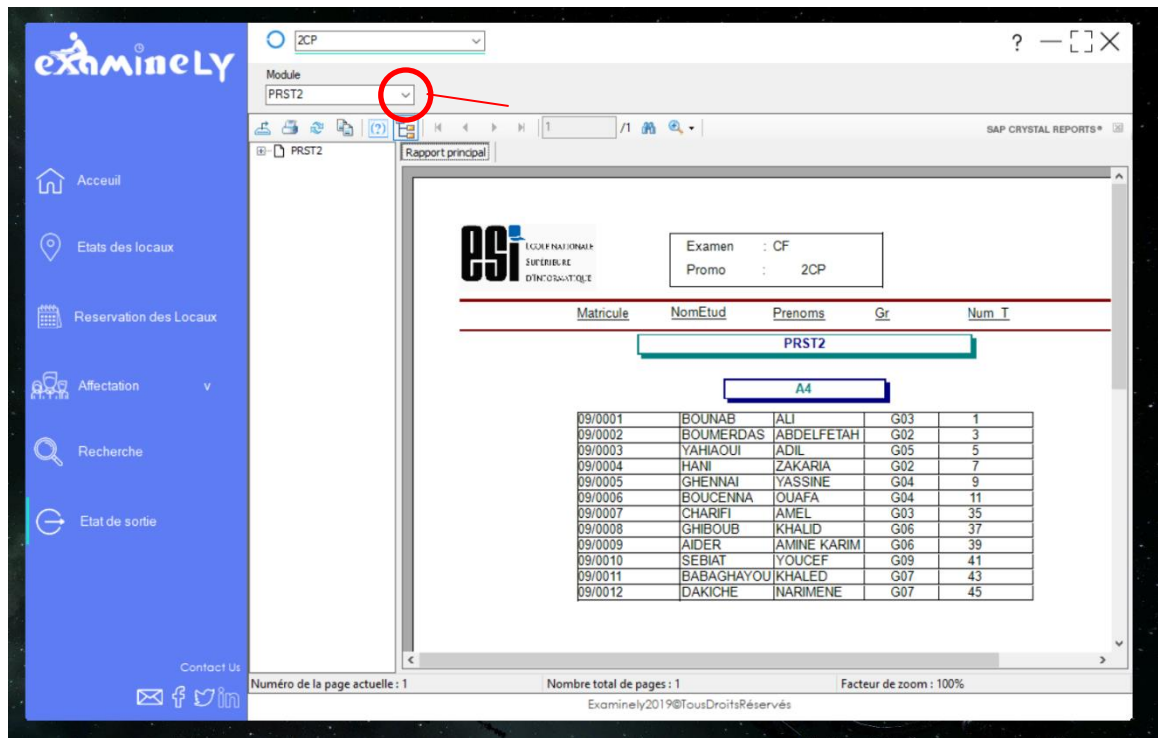 examinely
2CP
?
Module
PRST2
1 /1
SAP CRYSTAL REPORTS®
PRST2
Rapport principal
Acceuil
Etats des locaux
Reservation des Locaux
Affectation v
Recherche
Etat de sortie
Contact Us
esi
ECOLE NATIONALE
SUPÉRIEURE
D'INFORMATIQUE
Examen : CF
Promo : 2CP
Matricule NomEtud Prenoms Gr Num_T
PRST2
A4
09/0001 BOUNAB ALI G03 1
09/0002 BOUMERDAS ABDELFETAH G02 3
09/0003 YAHIAOUI ADIL G05 5
09/0004 HANI ZAKARIA G02 7
09/0005 GHENNAI YASSINE G04 9
09/0006 BOUCENNA OUAFA G04 11
09/0007 CHARIFI AMEL G03 35
09/0008 GHIBOUB KHALID G06 37
09/0009 AIDER AMINE KARIM G06 39
09/0010 SEBIAT YOUCEF G09 41
09/0011 BABAGHAYOU KHALED G07 43
09/0012 DAKICHE NARIMENE G07 45
Numéro de la page actuelle : 1 Nombre total de pages : 1 Facteur de zoom : 100%
Examinely2019©TousDroitsRéservés